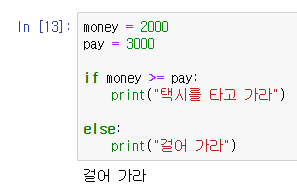 In [13]: money = 2000
pay = 3000
if money >= pay:
print("택시를 타고 가라")
else:
print("걸어 가라")
걸어 가라